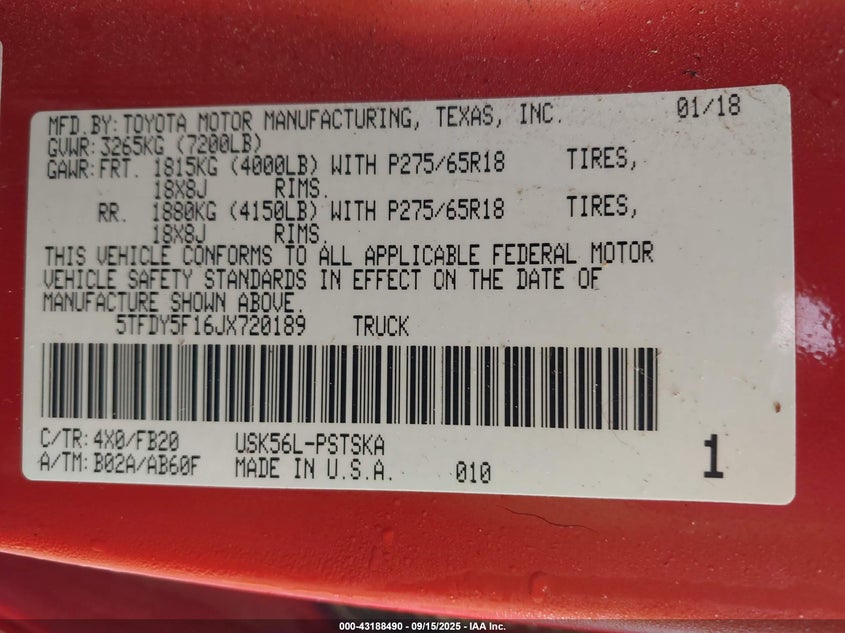 MFD.BY:TOYOTA MOTOR MANUFACTURING, TEXAS, INC. 01/18
GVWR:3265KG (7200LB)
GAWR:FRT. 1815KG (4000LB) WITH P275/65R18 TIRES,
18X8J RIMS.
RR. 1880KG (4150LB) WITH P275/65R18 TIRES,
18X8J RIMS.
THIS VEHICLE CONFORMS TO ALL APPLICABLE FEDERAL MOTOR
VEHICLE SAFETY STANDARDS IN EFFECT ON THE DATE OF
MANUFACTURE SHOWN ABOVE.
5TFDY5F16JX720189 TRUCK
C/TR:4X0/FB20 USK56L-PSTSKA
A/TM:B02A/AB60F MADE IN U.S.A. 010 1
000-43188490 - 09/15/2025 - IAA Inc.